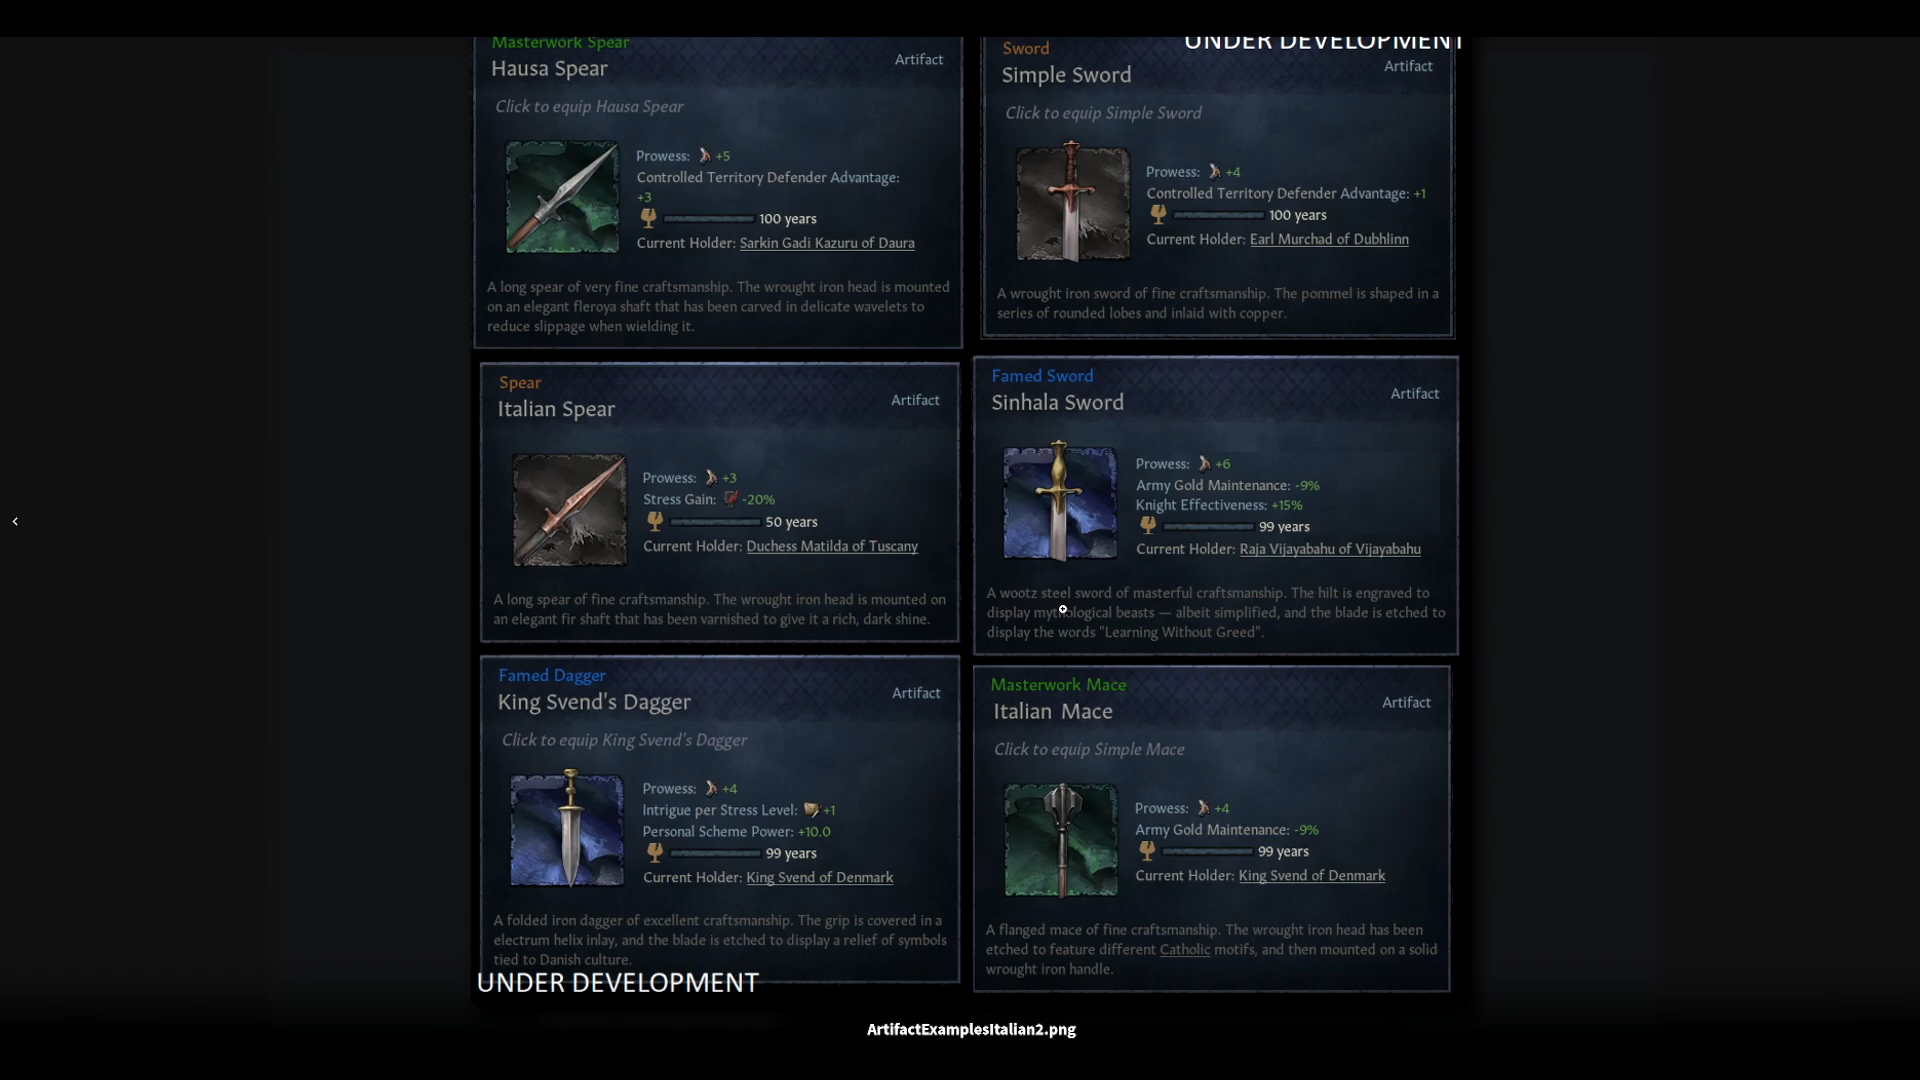 Masterwork Spear
Hausa Spear
Artifact
Click to equip Hausa Spear
Prowess: +5
Controlled Territory Defender Advantage:
+3
100 years
Current Holder: Sarkin Gadi Kazuru of Daura
A long spear of very fine craftsmanship. The wrought iron head is mounted
on an elegant fleroya shaft that has been carved in delicate wavelets to
reduce slippage when wielding it.
UNDER DEVELOPMENT
Sword
Simple Sword
Artifact
Click to equip Simple Sword
Prowess: +4
Controlled Territory Defender Advantage: +1
100 years
Current Holder: Earl Murchad of Dubhlinn
A wrought iron sword of fine craftsmanship. The pommel is shaped in a
series of rounded lobes and inlaid with copper.
Spear
Italian Spear
Artifact
Prowess: +3
Stress Gain: -20%
50 years
Current Holder: Duchess Matilda of Tuscany
A long spear of fine craftsmanship. The wrought iron head is mounted on
an elegant fir shaft that has been varnished to give it a rich, dark shine.
Famed Sword
Sinhala Sword
Artifact
Prowess: +6
Army Gold Maintenance: -9%
Knight Effectiveness: +15%
99 years
Current Holder: Raja Vijayabahu of Vijayabahu
A wootz steel sword of masterful craftsmanship. The hilt is engraved to
display mythological beasts — albeit simplified, and the blade is etched to
display the words "Learning Without Greed".
Famed Dagger
King Svend's Dagger
Artifact
Click to equip King Svend's Dagger
Prowess: +4
Intrigue per Stress Level: +1
Personal Scheme Power: +10.0
99 years
Current Holder: King Svend of Denmark
A folded iron dagger of excellent craftsmanship. The grip is covered in a
electrum helix inlay, and the blade is etched to display a relief of symbols
tied to Danish culture.
UNDER DEVELOPMENT
Masterwork Mace
Italian Mace
Artifact
Click to equip Simple Mace
Prowess: +4
Army Gold Maintenance: -9%
99 years
Current Holder: King Svend of Denmark
A flanged mace of fine craftsmanship. The wrought iron head has been
etched to feature different Catholic motifs, and then mounted on a solid
wrought iron handle.
ArtifactExamplesItalian2.png